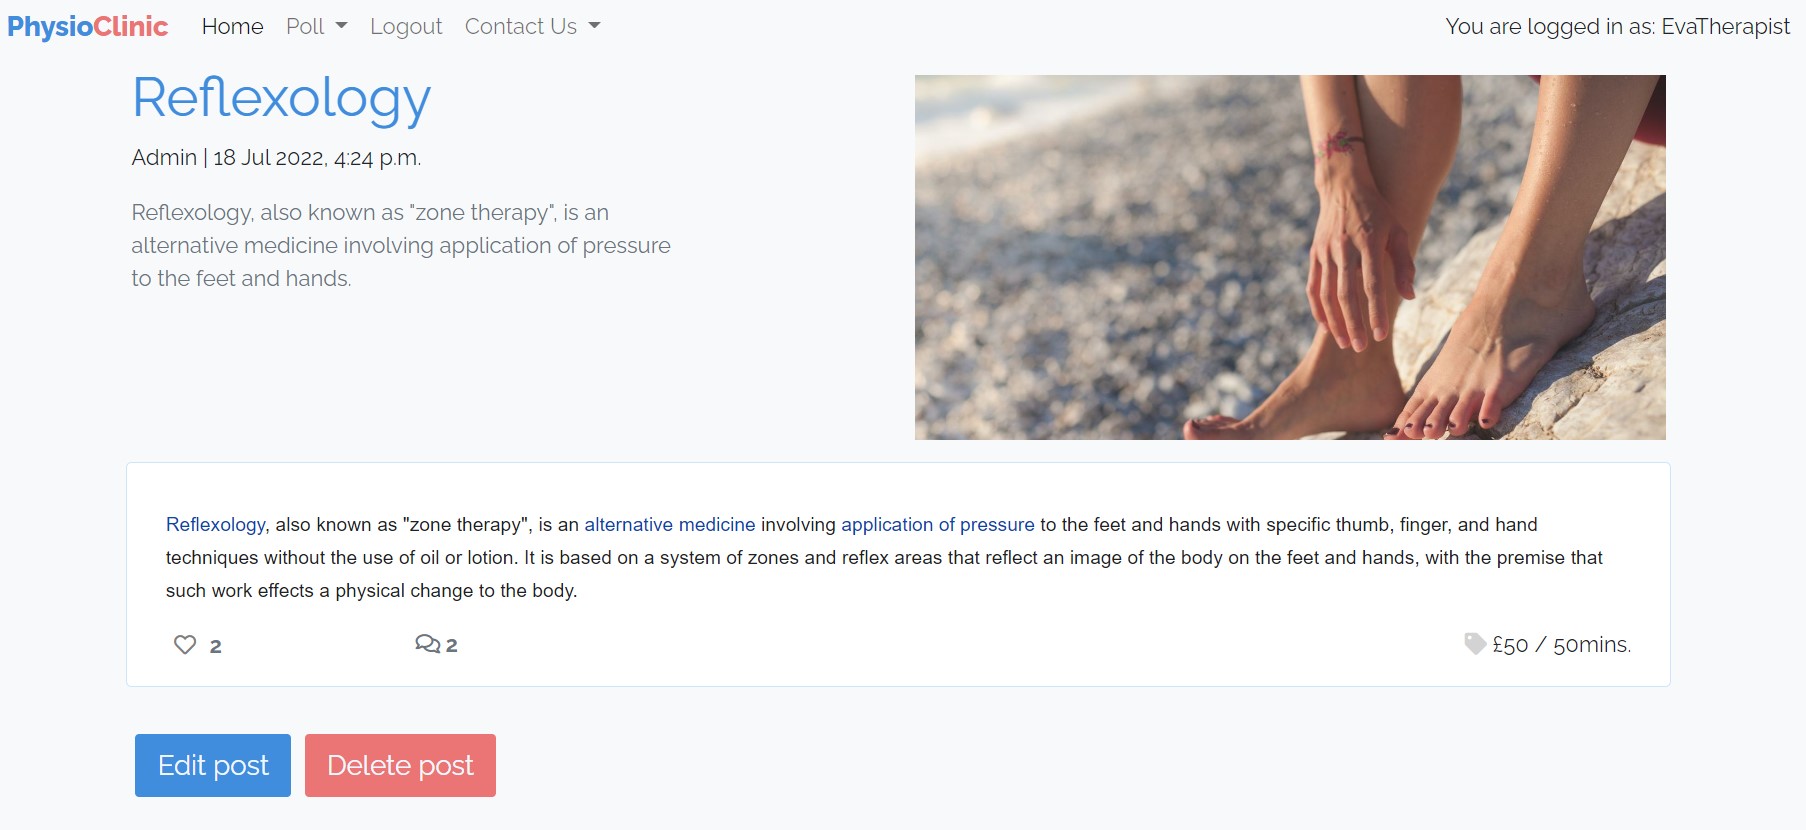 PhysioClinic Home Poll Logout Contact Us You are logged in as: EvaTherapist
Reflexology
Admin | 18 Jul 2022, 4:24 p.m.
Reflexology, also known as "zone therapy", is an
alternative medicine involving application of pressure
to the feet and hands.
Reflexology, also known as "zone therapy", is an alternative medicine involving application of pressure to the feet and hands with specific thumb, finger, and hand
techniques without the use of oil or lotion. It is based on a system of zones and reflex areas that reflect an image of the body on the feet and hands, with the premise that
such work effects a physical change to the body.
2 2 £50 / 50mins.
Edit post Delete post